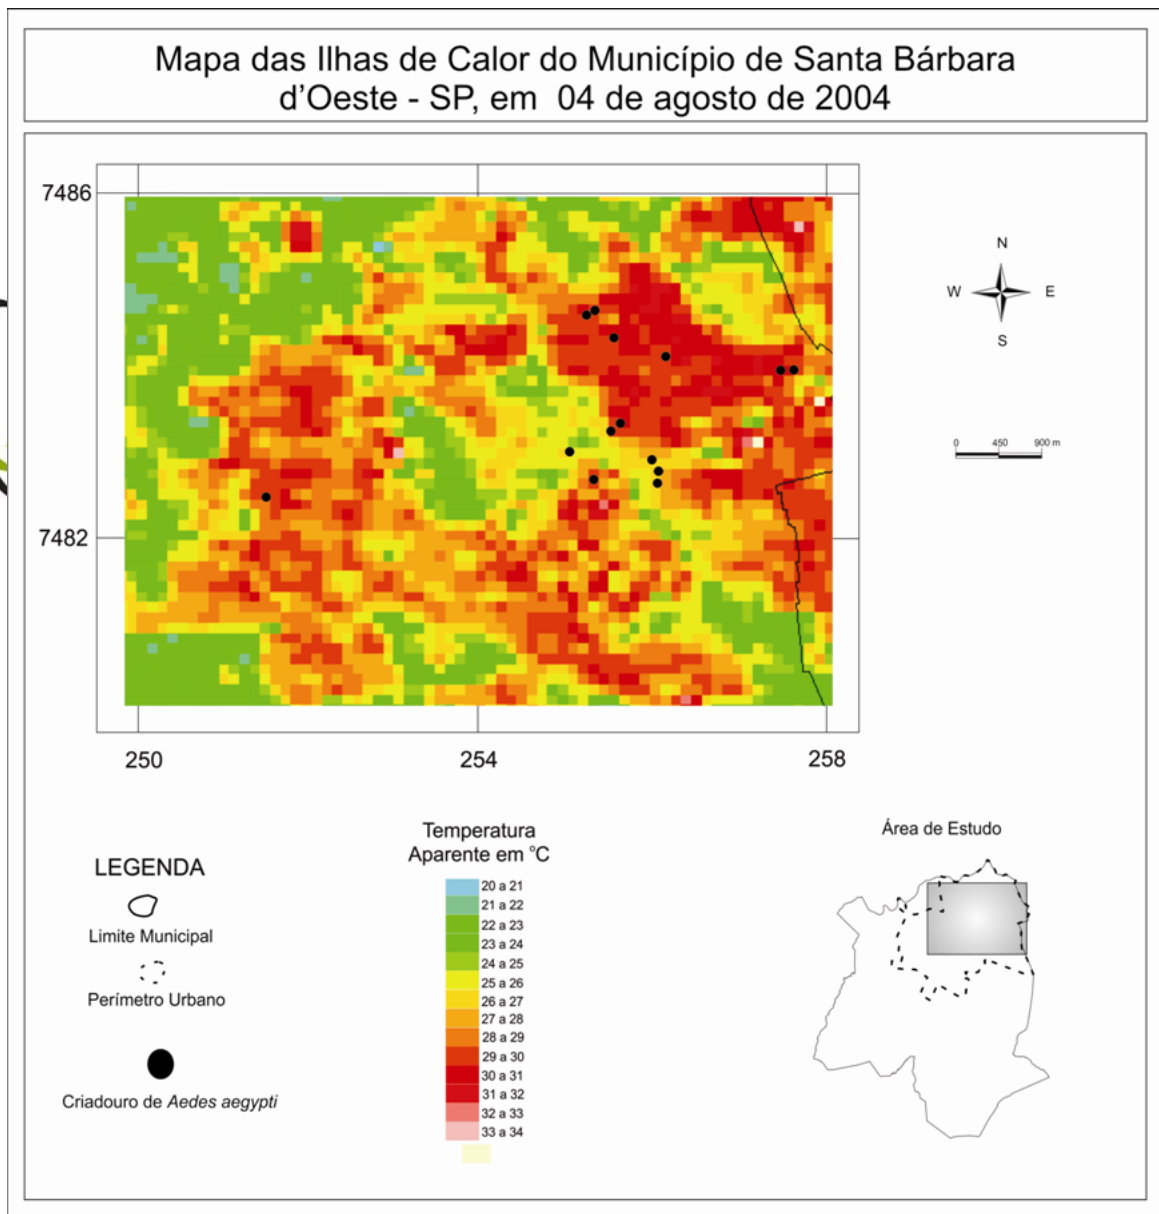 Mapa das Ilhas de Calor do Município de Santa Bárbara
d'Oeste - SP, em 04 de agosto de 2004
7486
7482
250
254
258
N
W
E
S
0
450
900 m
LEGENDA
Limite Municipal
Perímetro Urbano
Criadouro de Aedes aegypti
Temperatura
Aparente em °C
20 a 21
21 a 22
22 a 23
23 a 24
24 a 25
25 a 26
26 a 27
27 a 28
28 a 29
29 a 30
30 a 31
31 a 32
32 a 33
33 a 34
Área de Estudo